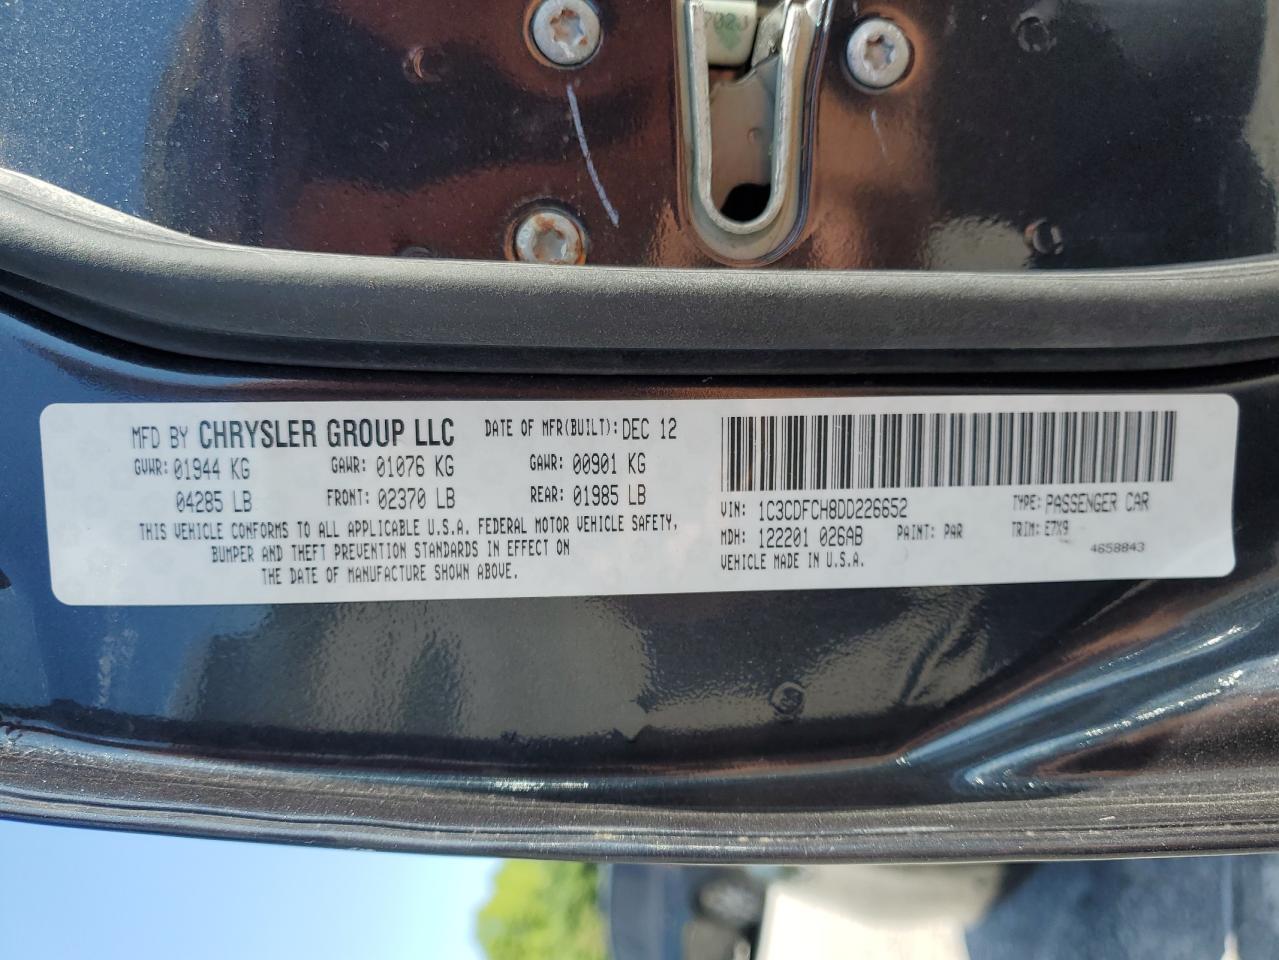 MFD BY CHRYSLER GROUP LLC DATE OF MFR(BUILT): DEC 12
GVWR: 01944 KG GAWR: 01076 KG GAWR: 00901 KG
04285 LB FRONT: 02370 LB REAR: 01985 LB
THIS VEHICLE CONFORMS TO ALL APPLICABLE U.S.A. FEDERAL MOTOR VEHICLE SAFETY,
BUMPER AND THEFT PREVENTION STANDARDS IN EFFECT ON
THE DATE OF MANUFACTURE SHOWN ABOVE.
VIN: 1C3CDFCH8DD226652 TYPE: PASSENGER CAR
MDH: 122201 026AB PAINT: PAR TRIM: E7X9
VEHICLE MADE IN U.S.A. 4658843